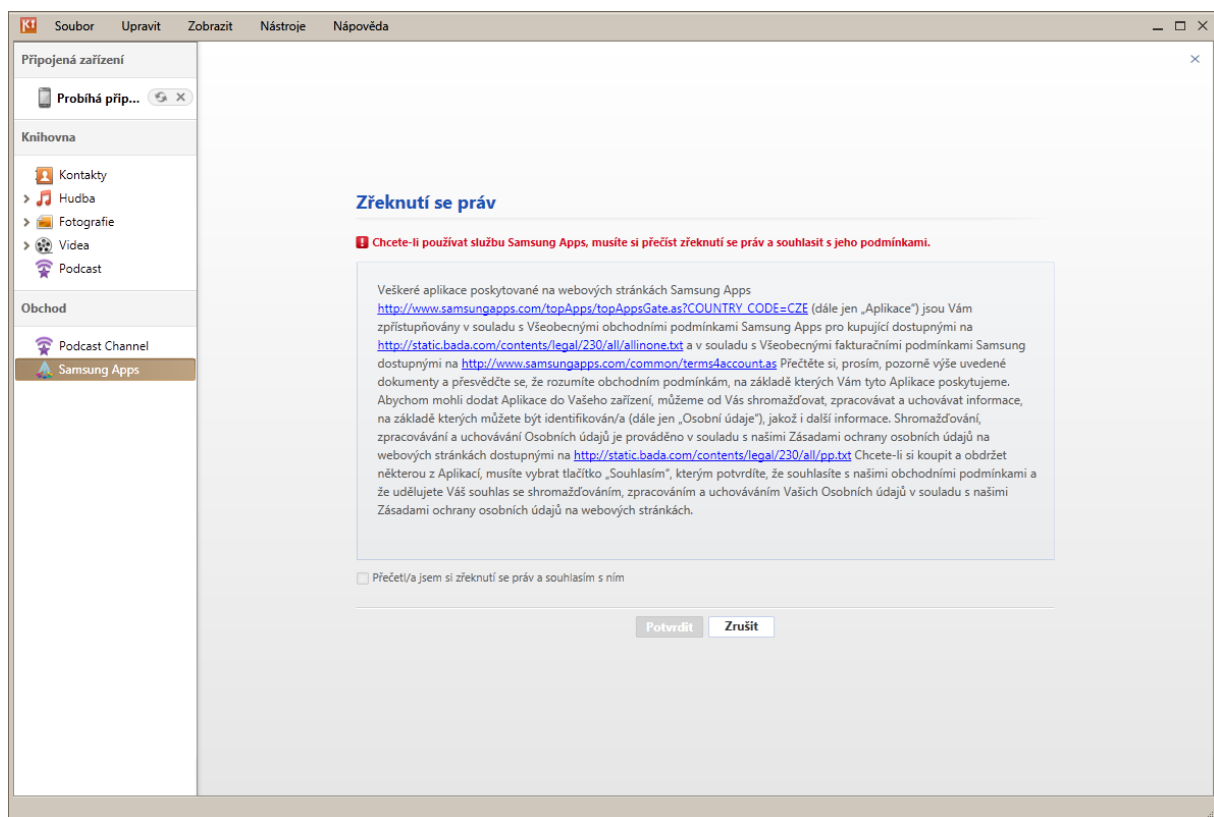 Soubor Upravit Zobrazit Nástroje Nápověda
Připojená zařízení
Probíhá přip...
Knihovna
Kontakty
Hudba
Fotografie
Videa
Podcast
Obchod
Podcast Channel
Samsung Apps
Zřeknutí se práv
Chcete-li používat službu Samsung Apps, musíte si přečíst zřeknutí se práv a souhlasit s jeho podmínkami.
Veškeré aplikace poskytované na webových stránkách Samsung Apps
http://www.samsungapps.com/topApps/topAppsGate.as?COUNTRY_CODE=CZE (dále jen „Aplikace“) jsou Vám
zpřístupňovány v souladu s Všeobecnými obchodními podmínkami Samsung Apps pro kupující dostupnými na
http://static.bada.com/contents/legal/230/all/allinone.txt a v souladu s Všeobecnými fakturačními podmínkami Samsung
dostupnými na http://www.samsungapps.com/common/terms4account.as Přečtěte si, prosím, pozorně výše uvedené
dokumenty a přesvědčte se, že rozumíte obchodním podmínkám, na základě kterých Vám tyto Aplikace poskytujeme.
Abychom mohli dodat Aplikace do Vašeho zařízení, můžeme od Vás shromažďovat, zpracovávat a uchovávat informace,
na základě kterých můžete být identifikován/a (dále jen „Osobní údaje“), jakož i další informace. Shromažďování,
zpracovávání a uchovávání Osobních údajů je prováděno v souladu s našimi Zásadami ochrany osobních údajů na
webových stránkách dostupnými na http://static.bada.com/contents/legal/230/all/pp.txt Chcete-li si koupit a obdržet
některou z Aplikací, musíte vybrat tlačítko „Souhlasím“, kterým potvrdíte, že souhlasíte s našimi obchodními podmínkami a
že udělujete Váš souhlas se shromažďováním, zpracováním a uchováváním Vašich Osobních údajů v souladu s našimi
Zásadami ochrany osobních údajů na webových stránkách.
Přečetl/a jsem si zřeknutí se práv a souhlasím s ním
Potvrdit Zrušit